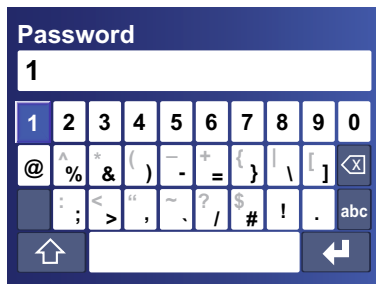 Password
1
1 2 3 4 5 6 7 8 9 0
@ ^ % * & ( ) _ - + = { } | \ [ ]
: ; < > “ , ~ ` ? / $ # ! . abc